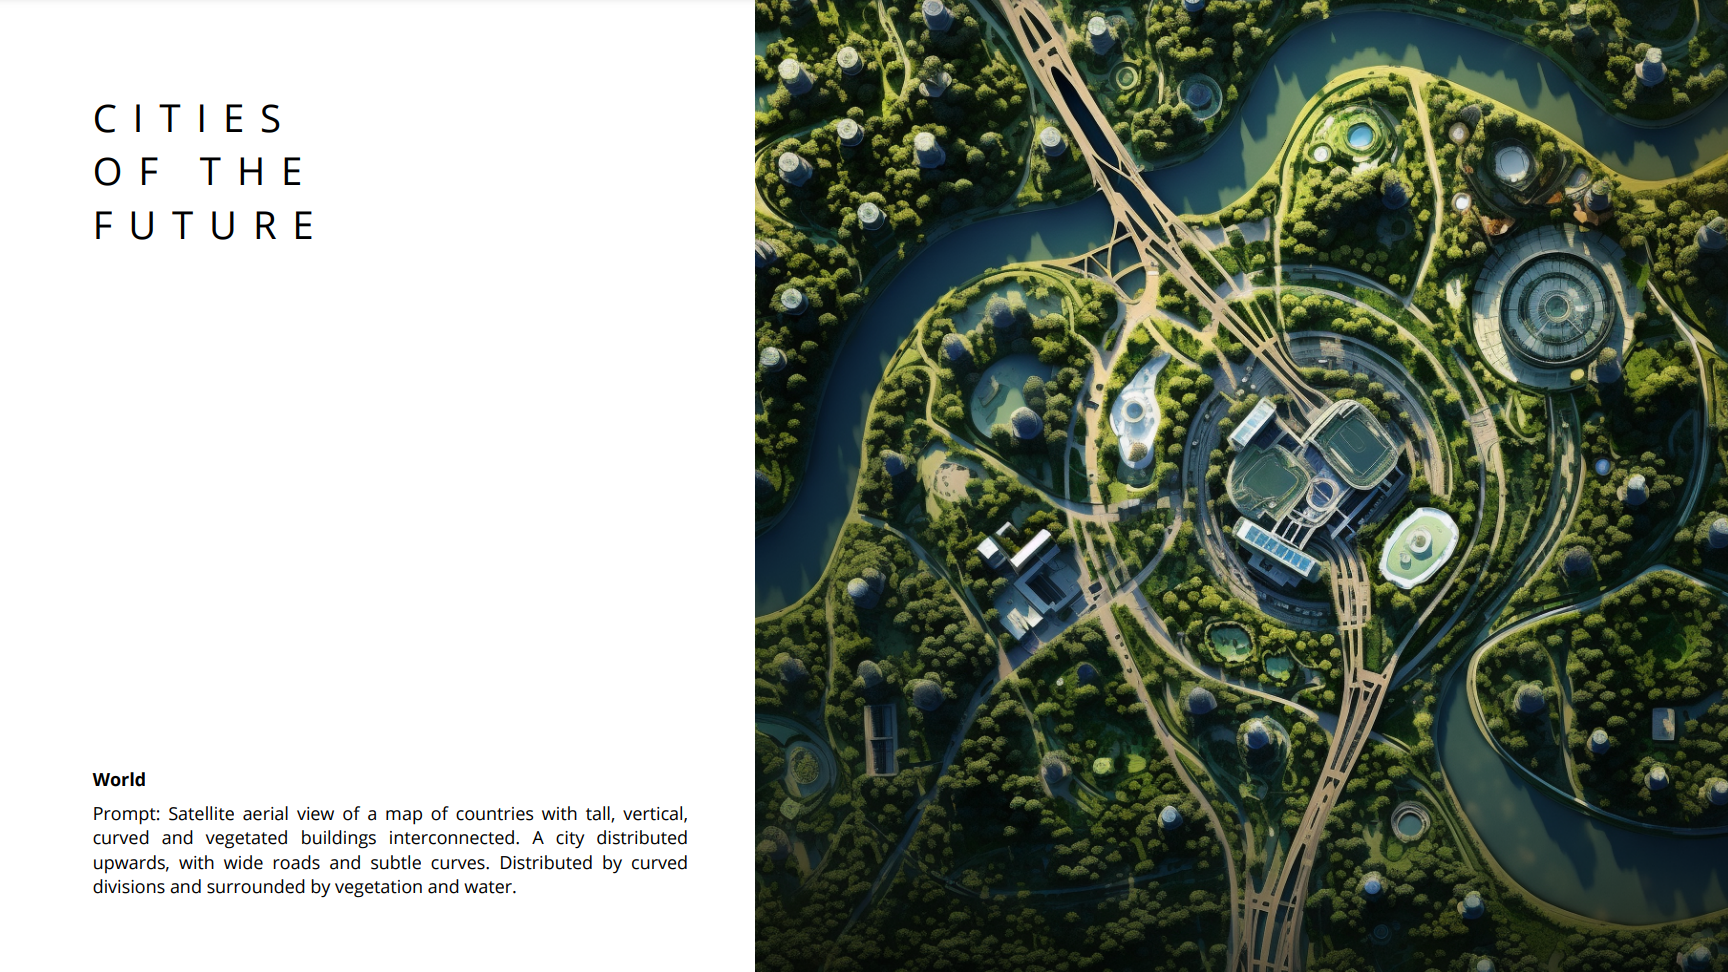 CITIES
OF THE
FUTURE
World
Prompt: Satellite aerial view of a map of countries with tall, vertical,
curved and vegetated buildings interconnected. A city distributed
upwards, with wide roads and subtle curves. Distributed by curved
divisions and surrounded by vegetation and water.